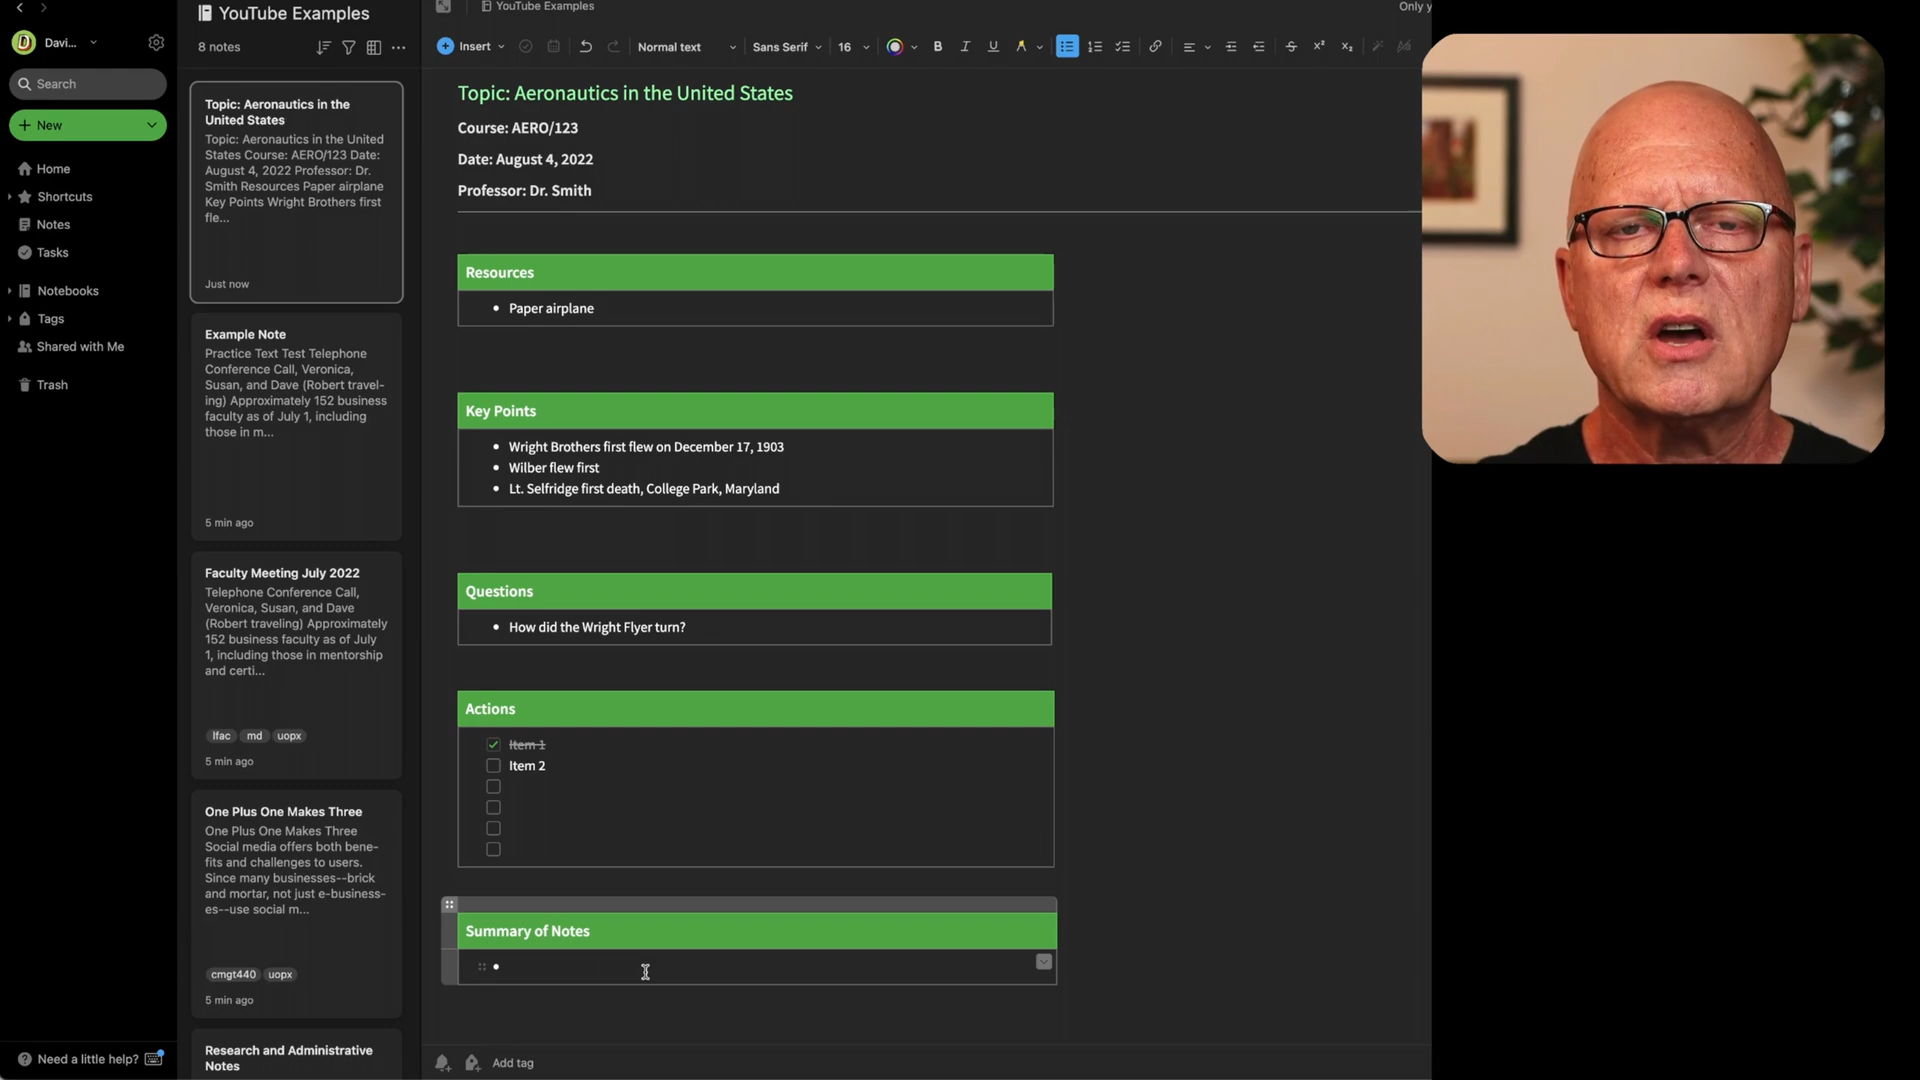 YouTube Examples
8 notes
Davi...
Search
New
Home
Shortcuts
Notes
Tasks
Notebooks
Tags
Shared with Me
Trash
Need a little help?
Topic: Aeronautics in the
United States
Topic: Aeronautics in the United
States Course: AERO/123 Date:
August 4, 2022 Professor: Dr.
Smith Resources Paper airplane
Key Points Wright Brothers first
fle...
Just now
Example Note
Practice Text Test Telephone
Conference Call, Veronica,
Susan, and Dave (Robert travel-
ing) Approximately 152 business
faculty as of July 1, including
those in m...
5 min ago
Faculty Meeting July 2022
Telephone Conference Call,
Veronica, Susan, and Dave
(Robert traveling) Approximately
152 business faculty as of July
1, including those in mentorship
and certi...
lfac md uopx
5 min ago
One Plus One Makes Three
One Plus One Makes Three
Social media offers both bene-
fits and challenges to users.
Since many businesses--brick
and mortar, not just e-business-
es--use social m...
cmgt440 uopx
5 min ago
Research and Administrative
Notes
YouTube Examples
Only y
Insert Normal text Sans Serif 16 B I U A S x² x₂
Topic: Aeronautics in the United States
Course: AERO/123
Date: August 4, 2022
Professor: Dr. Smith
Resources
• Paper airplane
Key Points
• Wright Brothers first flew on December 17, 1903
• Wilber flew first
• Lt. Selfridge first death, College Park, Maryland
Questions
• How did the Wright Flyer turn?
Actions
Item 1
Item 2
Summary of Notes
•
Add tag